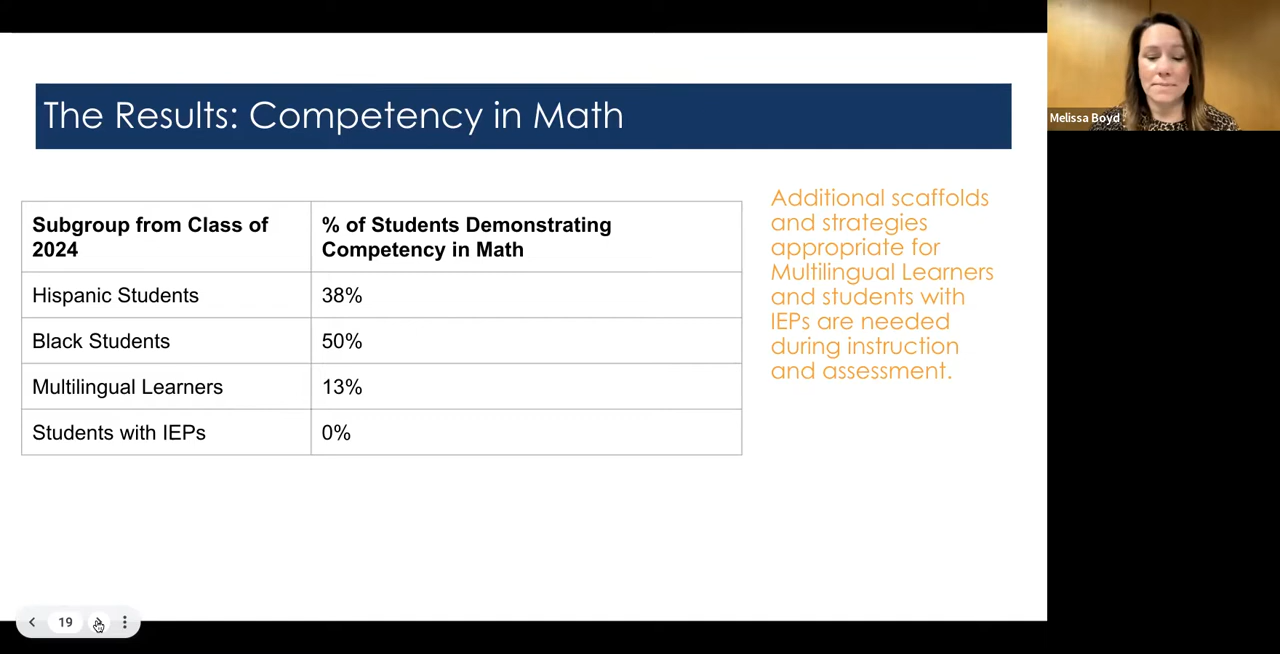 The Results: Competency in Math
Subgroup from Class of
2024
% of Students Demonstrating
Competency in Math
Hispanic Students
38%
Black Students
50%
Multilingual Learners
13%
Students with IEPs
0%
Additional scaffolds
and strategies
appropriate for
Multilingual Learners
and students with
IEPs are needed
during instruction
and assessment.
Melissa Boyd
19